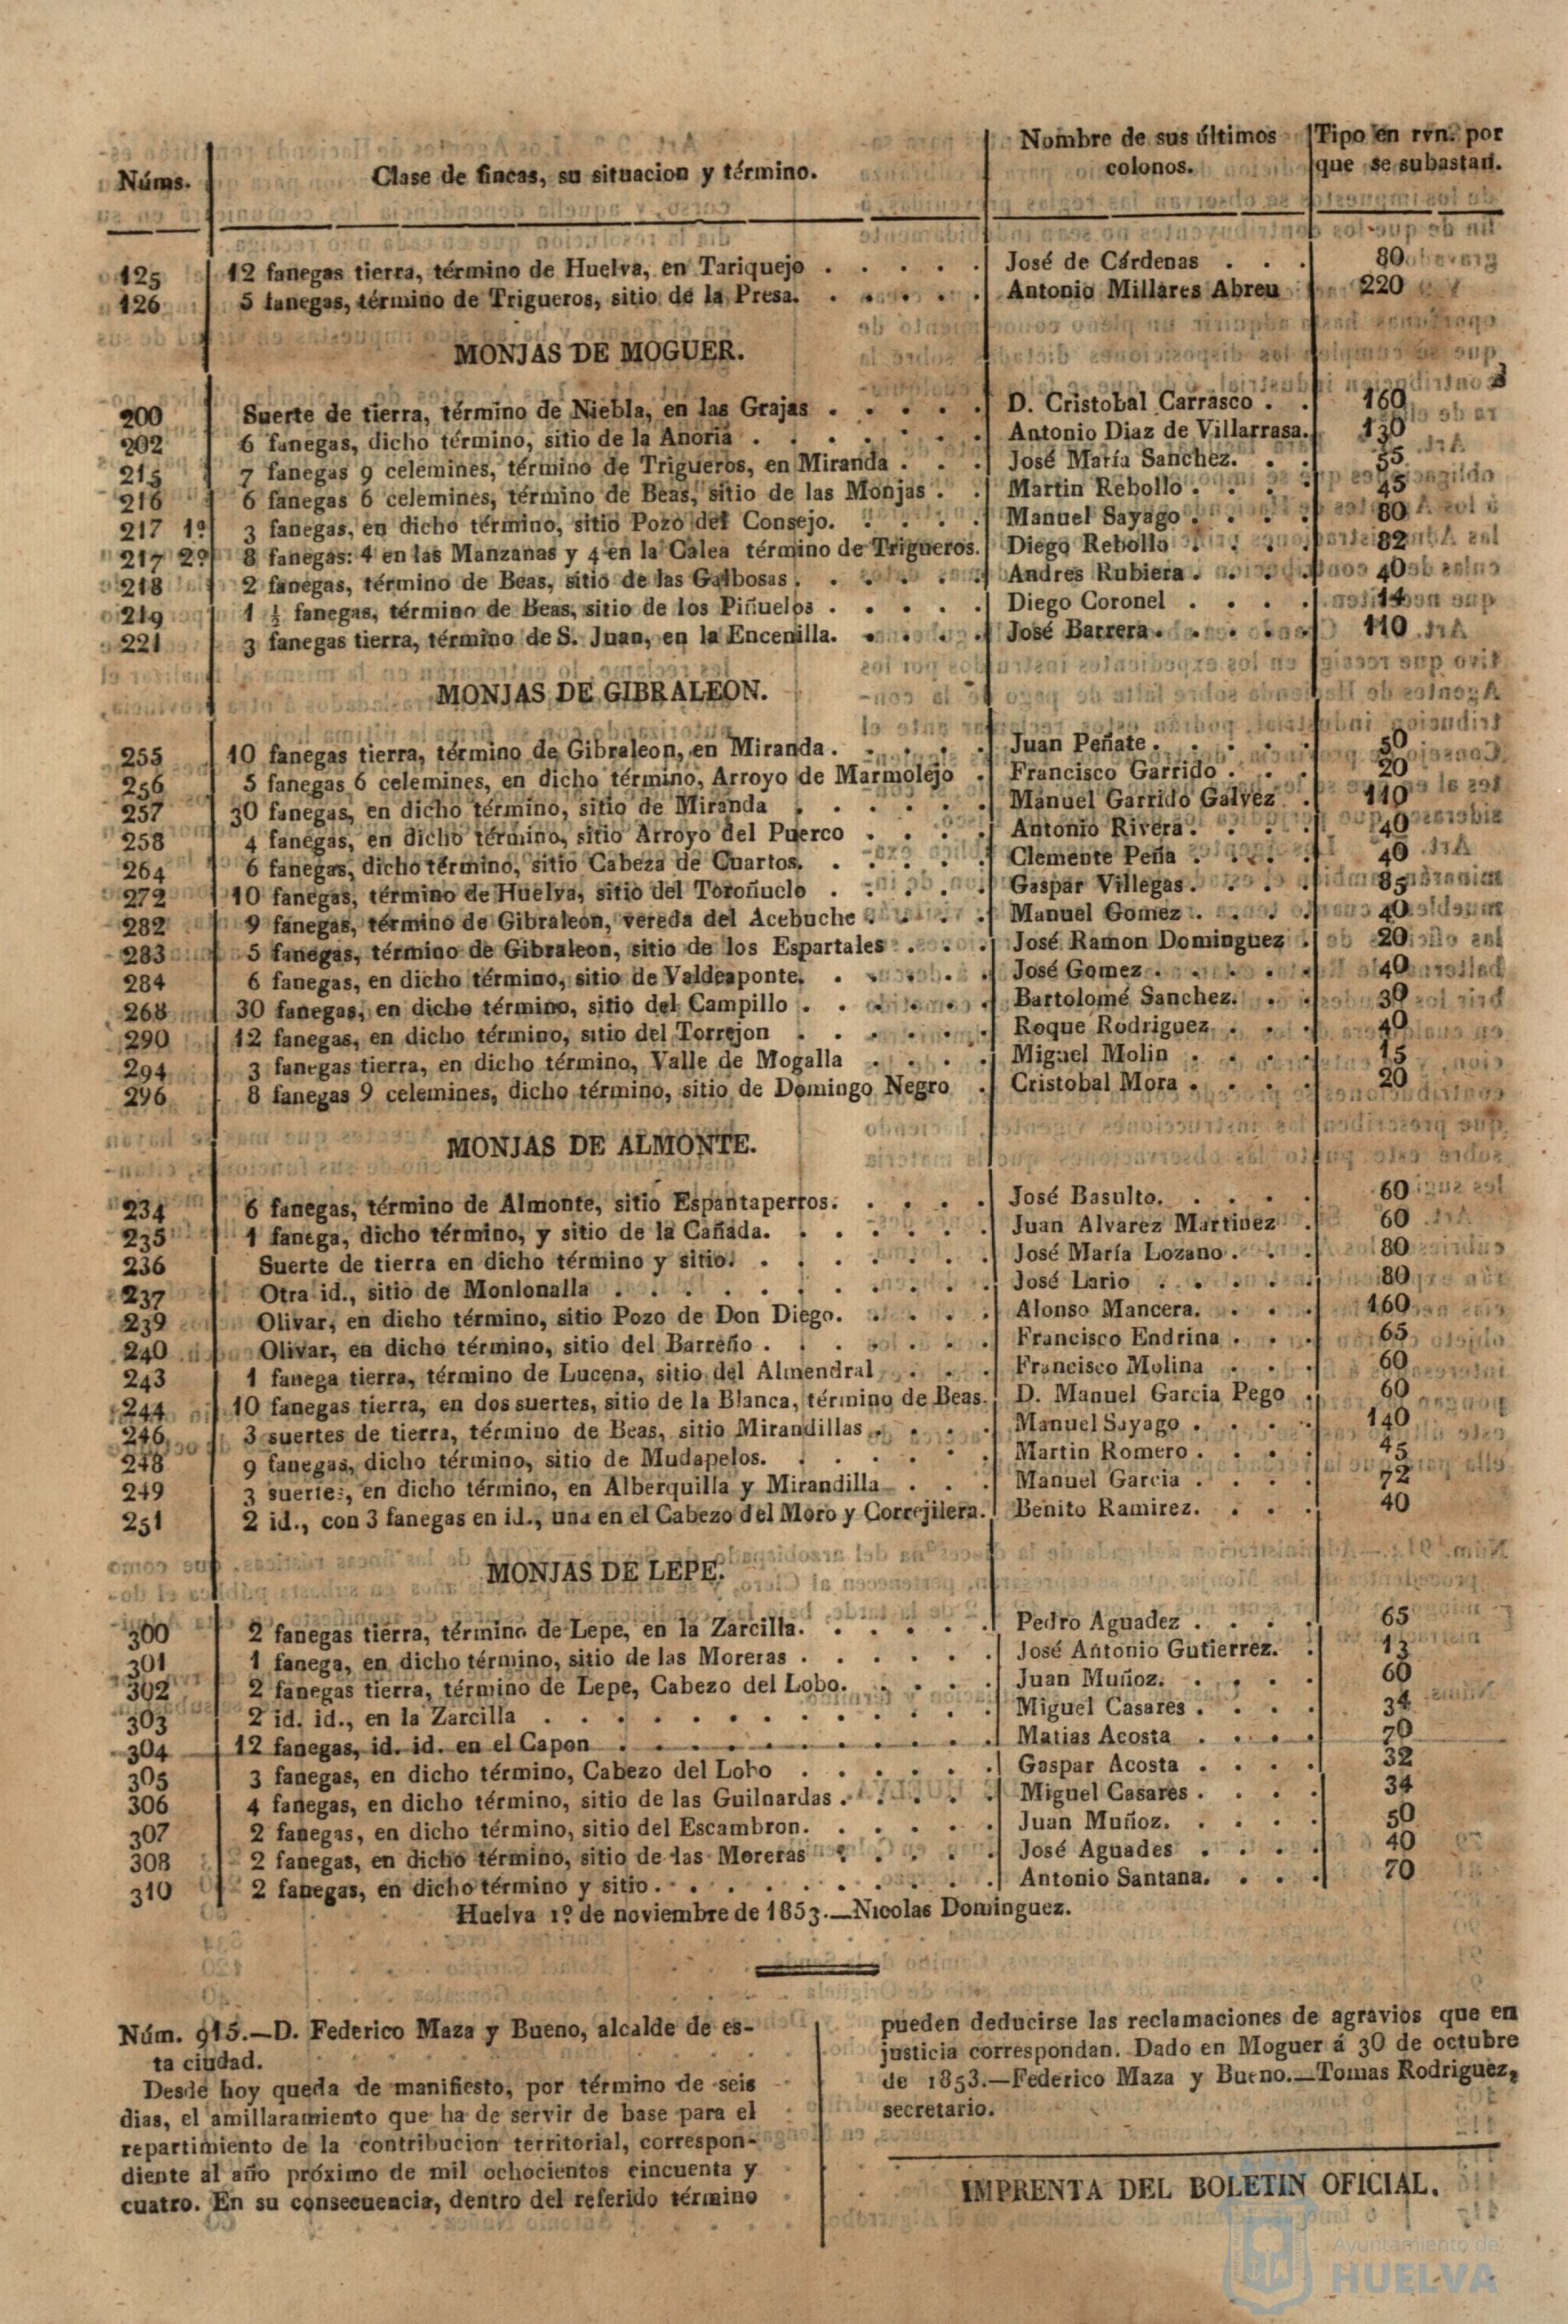 Núms. Clase de fincas, su situacion y término. Nombre de sus últimos colonos. Tipo en rvn. por que se subastan.
125 12 fanegas tierra, término de Huelva, en Tariquejo . . . . . . José de Cárdenas . . . 80
126 5 fanegas, término de Trigueros, sitio de la Presa. . . . . . . Antonio Millares Abreu 220
MONJAS DE MOGUER.
200 Suerte de tierra, término de Niebla, en las Grajas . . . . . . D. Cristobal Carrasco . . 160
202 6 fanegas, dicho término, sitio de la Anoria . . . . . . . . Antonio Diaz de Villarrasa. 130
215 7 fanegas 9 celemines, término de Trigueros, en Miranda . . . . José María Sanchez. . . 55
216 6 fanegas 6 celemines, término de Beas, sitio de las Monjas . . Martin Rebollo . . . . 45
217 1º 3 fanegas, en dicho término, sitio Pozo del Consejo. . . . . Manuel Sayago . . . . 80
217 2º 8 fanegas: 4 en las Manzanas y 4 en la Calea término de Trigueros. Diego Rebollo . . . . 82
218 2 fanegas, término de Beas, sitio de las Galbosas . . . . . . Andres Rubiera . . . . 40
219 1 ½ fanegas, término de Beas, sitio de los Piñuelos . . . . . . Diego Coronel . . . . 14
221 3 fanegas tierra, término de S. Juan, en la Encenilla. . . . . José Barrera . . . . . 110
MONJAS DE GIBRALEON.
255 10 fanegas tierra, término de Gibraleon, en Miranda . . . . . Juan Peñate . . . . . 50
256 5 fanegas 6 celemines, en dicho término, Arroyo de Marmolejo . Francisco Garrido . . . 20
257 30 fanegas, en dicho término, sitio de Miranda . . . . . . Manuel Garrido Galvez . 110
258 4 fanegas, en dicho término, sitio Arroyo del Puerco . . . . Antonio Rivera . . . . 40
264 6 fanegas, dicho término, sitio Cabeza de Cuartos. . . . . . Clemente Peña . . . . 40
272 10 fanegas, término de Huelva, sitio del Toroñuelo . . . . . Gaspar Villegas . . . . 85
282 9 fanegas, término de Gibraleon, vereda del Acebuche . . . . Manuel Gomez . . . . 40
283 5 fanegas, término de Gibraleon, sitio de los Espartales . . . . José Ramon Dominguez . 20
284 6 fanegas, en dicho término, sitio de Valdeaponte. . . . . . José Gomez . . . . . 40
268 30 fanegas, en dicho término, sitio del Campillo . . . . . . Bartolomé Sanchez. . . 30
290 12 fanegas, en dicho término, sitio del Torrejon . . . . . . Roque Rodriguez . . . 40
294 3 fanegas tierra, en dicho término, Valle de Mogalla . . . . Miguel Molin . . . . 15
296 8 fanegas 9 celemines, dicho término, sitio de Domingo Negro . Cristobal Mora . . . . 20
MONJAS DE ALMONTE.
234 6 fanegas, término de Almonte, sitio Espantaperros. . . . . José Basulto. . . . . 60
235 1 fanega, dicho término, y sitio de la Cañada. . . . . . . Juan Alvarez Martinez . 60
236 Suerte de tierra en dicho término y sitio. . . . . . . . José María Lozano . . . 80
237 Otra id., sitio de Monlonalla . . . . . . . . . . . José Lario . . . . . 80
239 Olivar, en dicho término, sitio Pozo de Don Diego. . . . . Alonso Mancera. . . . 160
240 Olivar, en dicho término, sitio del Barreño . . . . . . . Francisco Endrina . . . 65
243 1 fanega tierra, término de Lucena, sitio del Almendral . . . Francisco Molina . . . 60
244 10 fanegas tierra, en dos suertes, sitio de la Blanca, término de Beas. D. Manuel Garcia Pego . 60
246 3 suertes de tierra, término de Beas, sitio Mirandillas . . . . Manuel Sayago . . . . 140
248 9 fanegas, dicho término, sitio de Mudapelos. . . . . . . Martin Romero . . . . 45
249 3 suertes, en dicho término, en Alberquilla y Mirandilla . . . Manuel Garcia . . . . 72
251 2 id., con 3 fanegas en id., una en el Cabezo del Moro y Correjilera. Benito Ramirez. . . . 40
MONJAS DE LEPE.
300 2 fanegas tierra, término de Lepe, en la Zarcilla. . . . . . Pedro Aguadez . . . . 65
301 1 fanega, en dicho término, sitio de las Moreras . . . . . . José Antonio Gutierrez. . 13
302 2 fanegas tierra, término de Lepe, Cabezo del Lobo. . . . . Juan Muñoz. . . . . 60
303 2 id. id., en la Zarcilla . . . . . . . . . . . . . Miguel Casares . . . . 34
304 12 fanegas, id. id. en el Capon . . . . . . . . . . . Matias Acosta . . . . 70
305 3 fanegas, en dicho término, Cabezo del Lobo . . . . . . Gaspar Acosta . . . . 32
306 4 fanegas, en dicho término, sitio de las Guilnardas . . . . . Miguel Casares . . . . 34
307 2 fanegas, en dicho término, sitio del Escambron. . . . . . Juan Muñoz. . . . . 50
308 2 fanegas, en dicho término, sitio de las Moreras . . . . . José Aguades . . . . 40
310 2 fanegas, en dicho término y sitio . . . . . . . . . Antonio Santana. . . . 70
Huelva 1º de noviembre de 1853.—Nicolas Dominguez.
Núm. 915.—D. Federico Maza y Bueno, alcalde de es-
ta ciudad.
Desde hoy queda de manifiesto, por término de seis
dias, el amillaramiento que ha de servir de base para el
repartimiento de la contribucion territorial, correspon-
diente al año próximo de mil ochocientos cincuenta y
cuatro. En su consecuencia, dentro del referido término
pueden deducirse las reclamaciones de agravios que en
justicia correspondan. Dado en Moguer á 30 de octubre
de 1853.—Federico Maza y Bueno.—Tomas Rodriguez,
secretario.
IMPRENTA DEL BOLETIN OFICIAL.
Ayuntamiento de
HUELVA